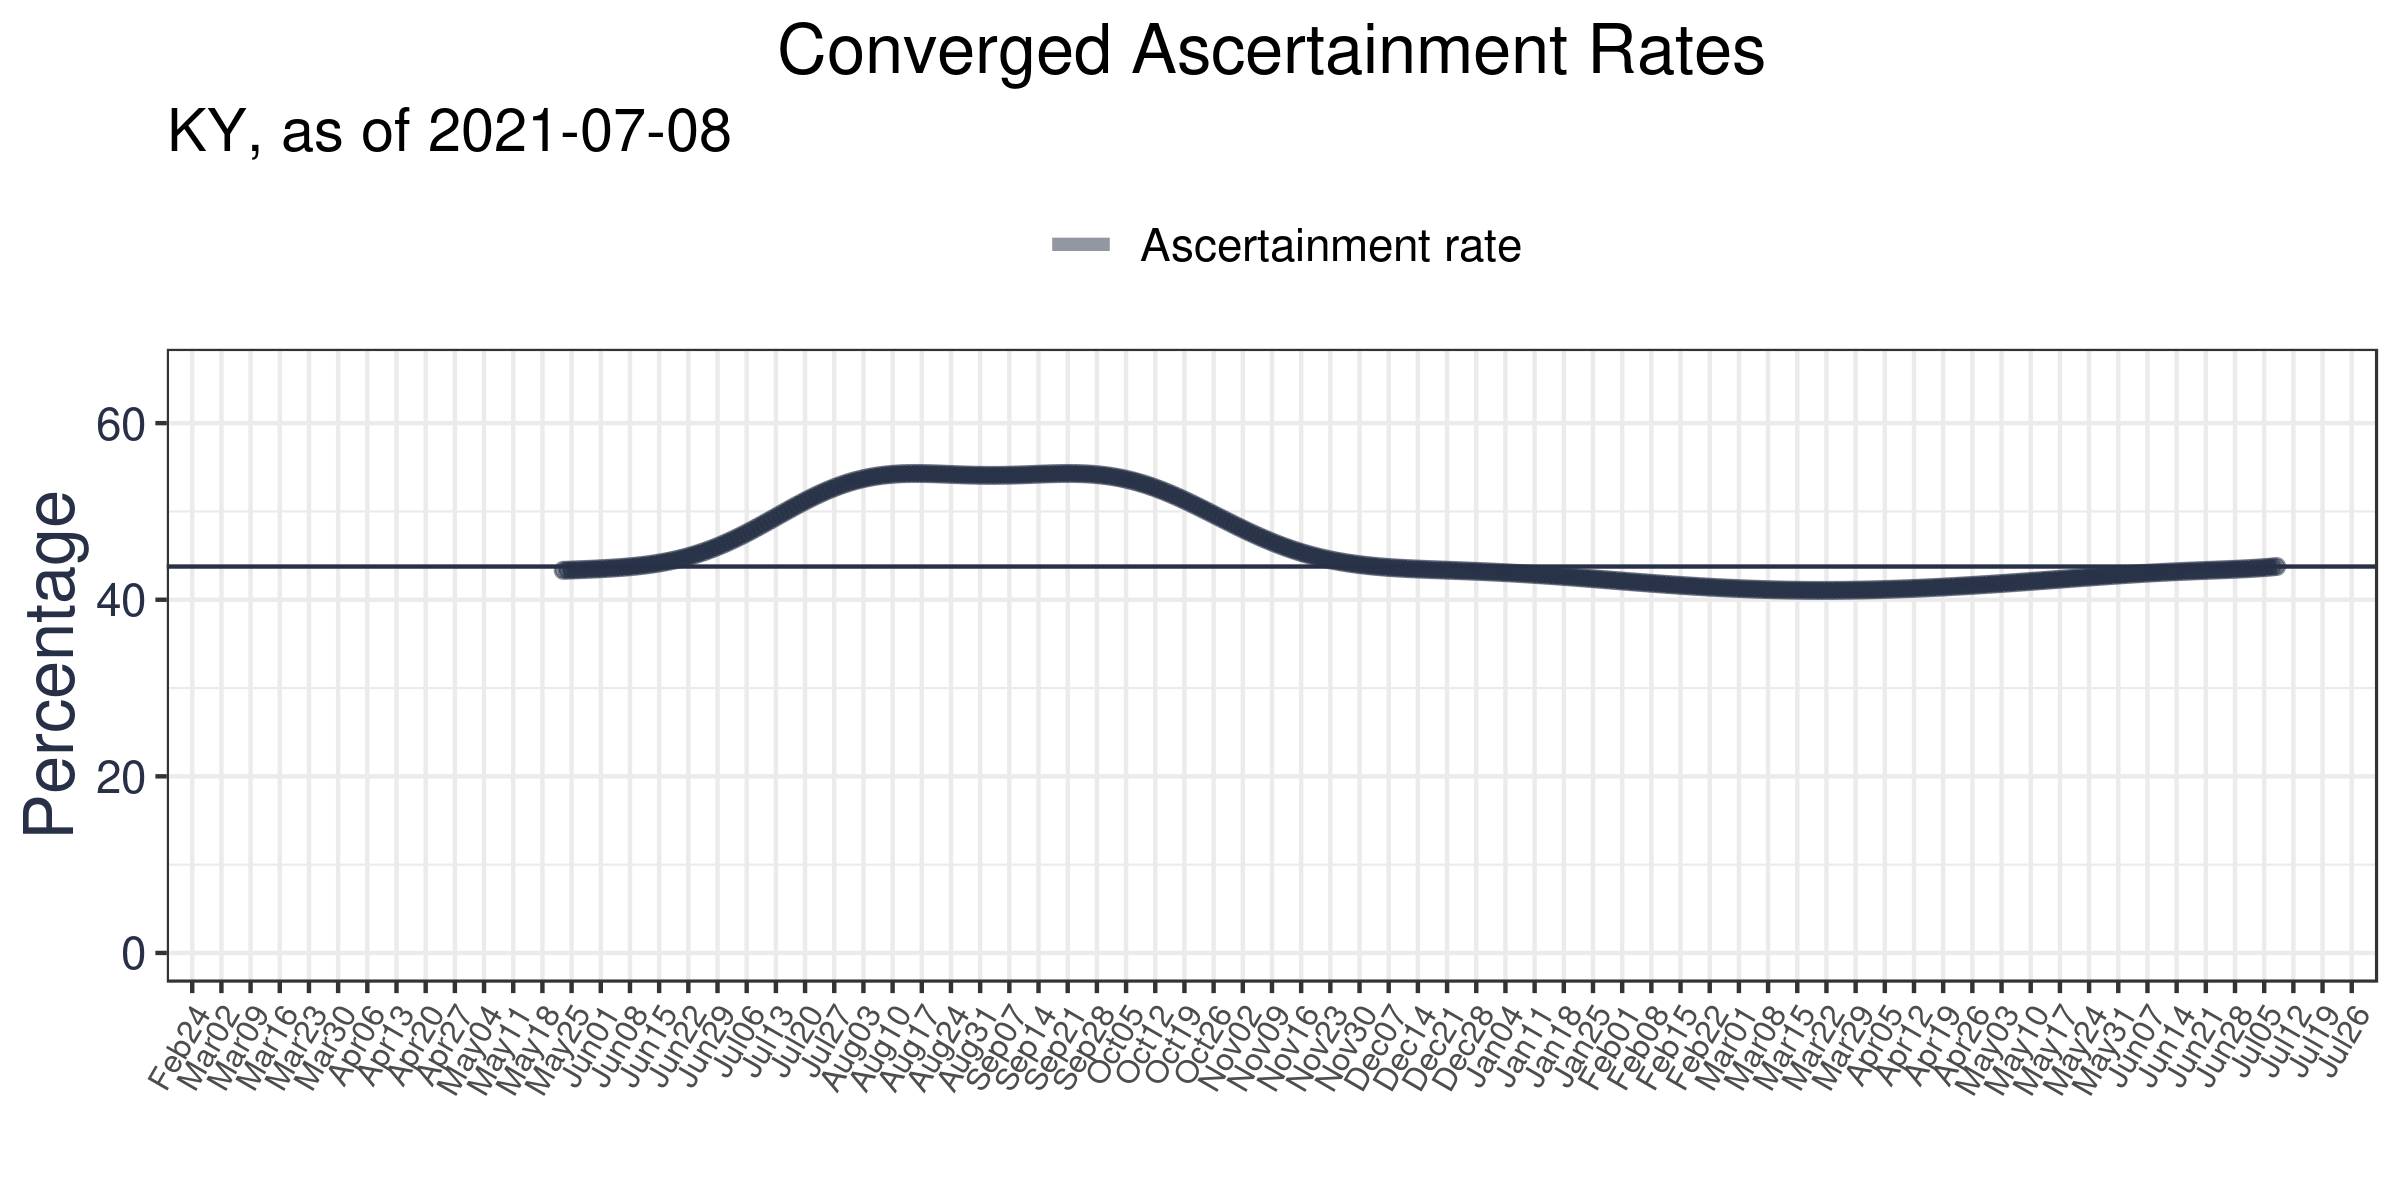 Converged Ascertainment Rates
KY, as of 2021-07-08
Ascertainment rate
Percentage
60
40
20
0
Feb24
Mar02
Mar09
Mar16
Mar23
Mar30
Apr06
Apr13
Apr20
Apr27
May04
May11
May18
May25
Jun01
Jun08
Jun15
Jun22
Jun29
Jul06
Jul13
Jul20
Jul27
Aug03
Aug10
Aug17
Aug24
Aug31
Sep07
Sep14
Sep21
Sep28
Oct05
Oct12
Oct19
Oct26
Nov02
Nov09
Nov16
Nov23
Nov30
Dec07
Dec14
Dec21
Dec28
Jan04
Jan11
Jan18
Jan25
Feb01
Feb08
Feb15
Feb22
Mar01
Mar08
Mar15
Mar22
Mar29
Apr05
Apr12
Apr19
Apr26
May03
May10
May17
May24
May31
Jun07
Jun14
Jun21
Jun28
Jul05
Jul12
Jul19
Jul26